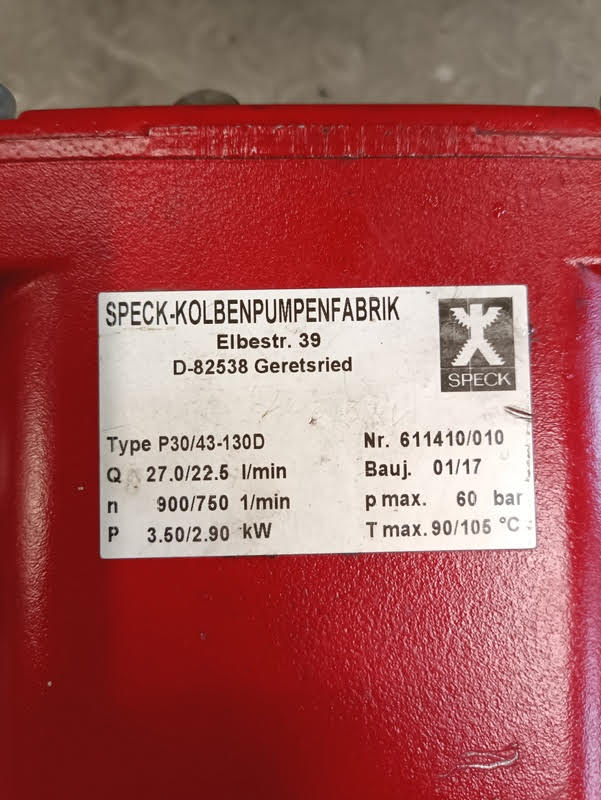 SPECK-KOLBENPUMPENFABRIK
Elbestr. 39
D-82538 Geretsried
SPECK
Type P30/43-130D Nr. 611410/010
Q 27.0/22.5 l/min Bauj. 01/17
n 900/750 1/min p max. 60 bar
P 3.50/2.90 kW T max. 90/105 °C